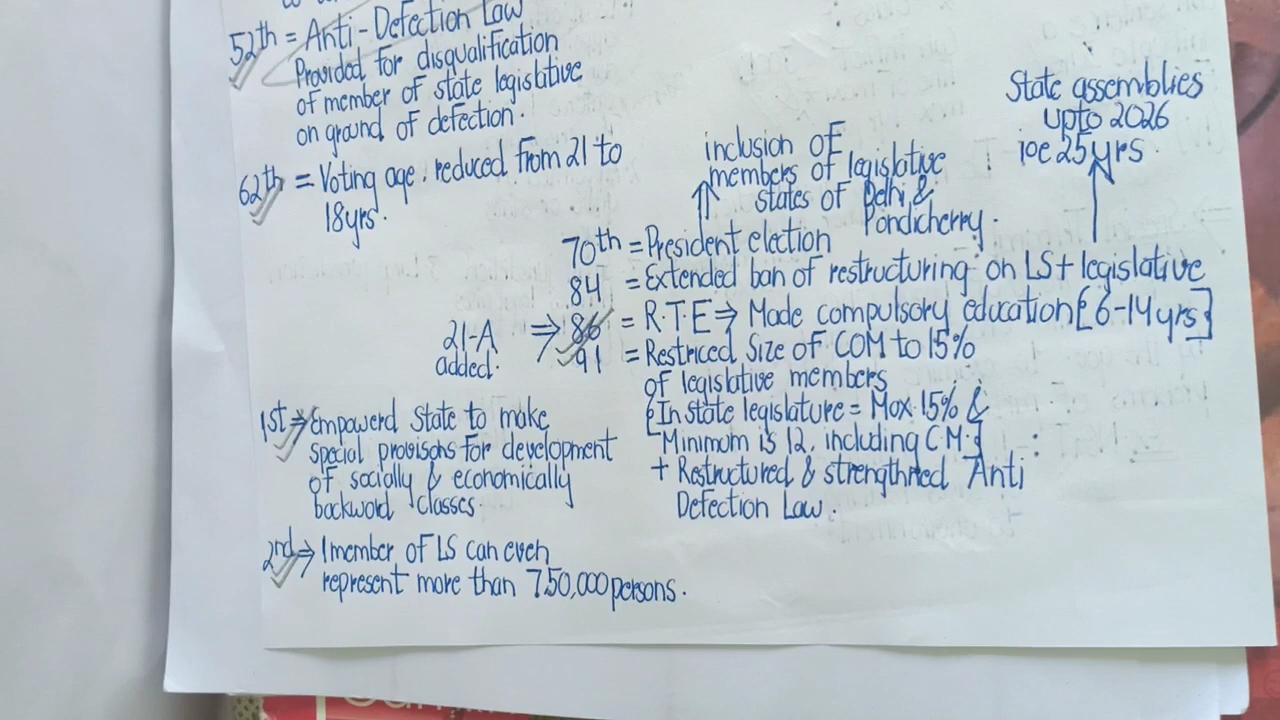 52th = Anti-Defection Law
Provided for disqualification
of member of state legislative
on ground of defection.
62th = Voting age reduced from 21 to
18yrs.
State assemblies
upto 2026
ioe 25yrs
inclusion of
members of legislative
states of Delhi &
Pondicherry.
70th = President election
84 = Extended ban of restructuring on LS + legislative
21-A ⇒ 86 = R.T.E ⇒ Made compulsory education [6-14yrs]
added.
91 = Restriced Size of COM to 15%
of legislative members
[In State legislature = Max. 15% &
Minimum is 12, including CM]
+ Restructured & strengthned Anti
Defection Law.
1st ⇒ Empowerd State to make
special provisons for development
of socially & economically
backword classes.
2nd ⇒ 1 member of LS can even
represent more than 7,50,000 persons.